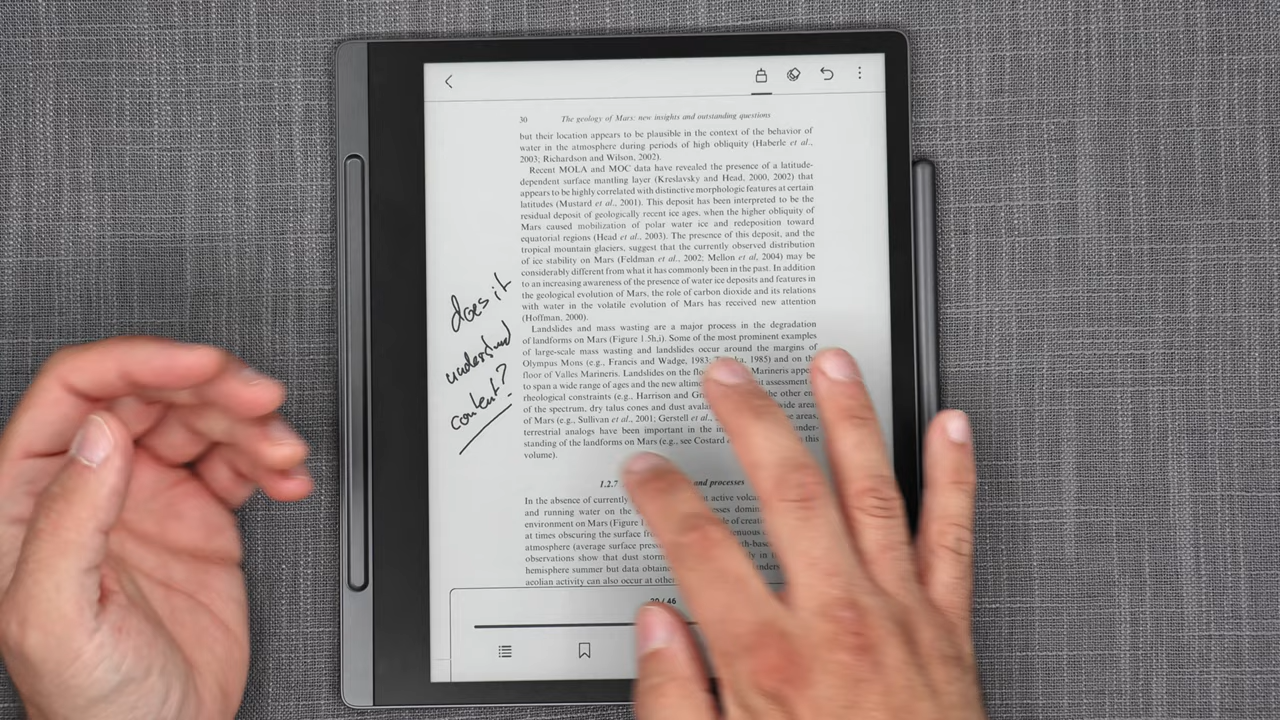 30 The geology of Mars: new insights and outstanding questions
but their location appears to be plausible in the context of the behavior of
water in the atmosphere during periods of high obliquity (Haberle et al.,
2003; Richardson and Wilson, 2002).
Recent MOLA and MOC data have revealed the presence of a latitude-
dependent surface mantling layer (Kreslavsky and Head, 2000, 2002) that
appears to be highly correlated with distinctive morphologic features at certain
latitudes (Mustard et al., 2001). This deposit has been interpreted to be the
residual deposit of geologically recent ice ages, when the higher obliquity of
Mars caused mobilization of polar water ice and redeposition toward
equatorial regions (Head et al., 2003). The presence of this deposit, and the
tropical mountain glaciers, suggest that the currently observed distribution
of ice stability on Mars (Feldman et al., 2002; Mellon et al, 2004) may be
considerably different from what it has commonly been in the past. In addition
to an increasing awareness of the presence of water ice deposits and features in
the geological evolution of Mars, the role of carbon dioxide and its relations
with water in the volatile evolution of Mars has received new attention
(Hoffman, 2000).
does it
understand
content?
Landslides and mass wasting are a major process in the degradation
of landforms on Mars (Figure 1.5h,i). Some of the most prominent examples
of large-scale mass wasting and landslides occur around the margins of
Olympus Mons (e.g., Francis and Wadge, 1983; 1985) and on the
floor of Valles Marineris. Landslides on the Marineris
to span a wide range of ages and the new assessment
rheological constraints (e.g., Harrison and the other
of the spectrum, dry talus cones and dust wide
of Mars (e.g., Sullivan et al., 2001; Gerstell et areas,
terrestrial analogs have been important in the
standing of the landforms on Mars (e.g., see Costard this
volume).
1.2.7 and processes
In the absence of currently active
and running water on the
environment on Mars (Figure of
at times obscuring the surface
atmosphere (average surface
observations show that dust in
hemisphere summer but data
aeolian activity can also occur at
/ 46